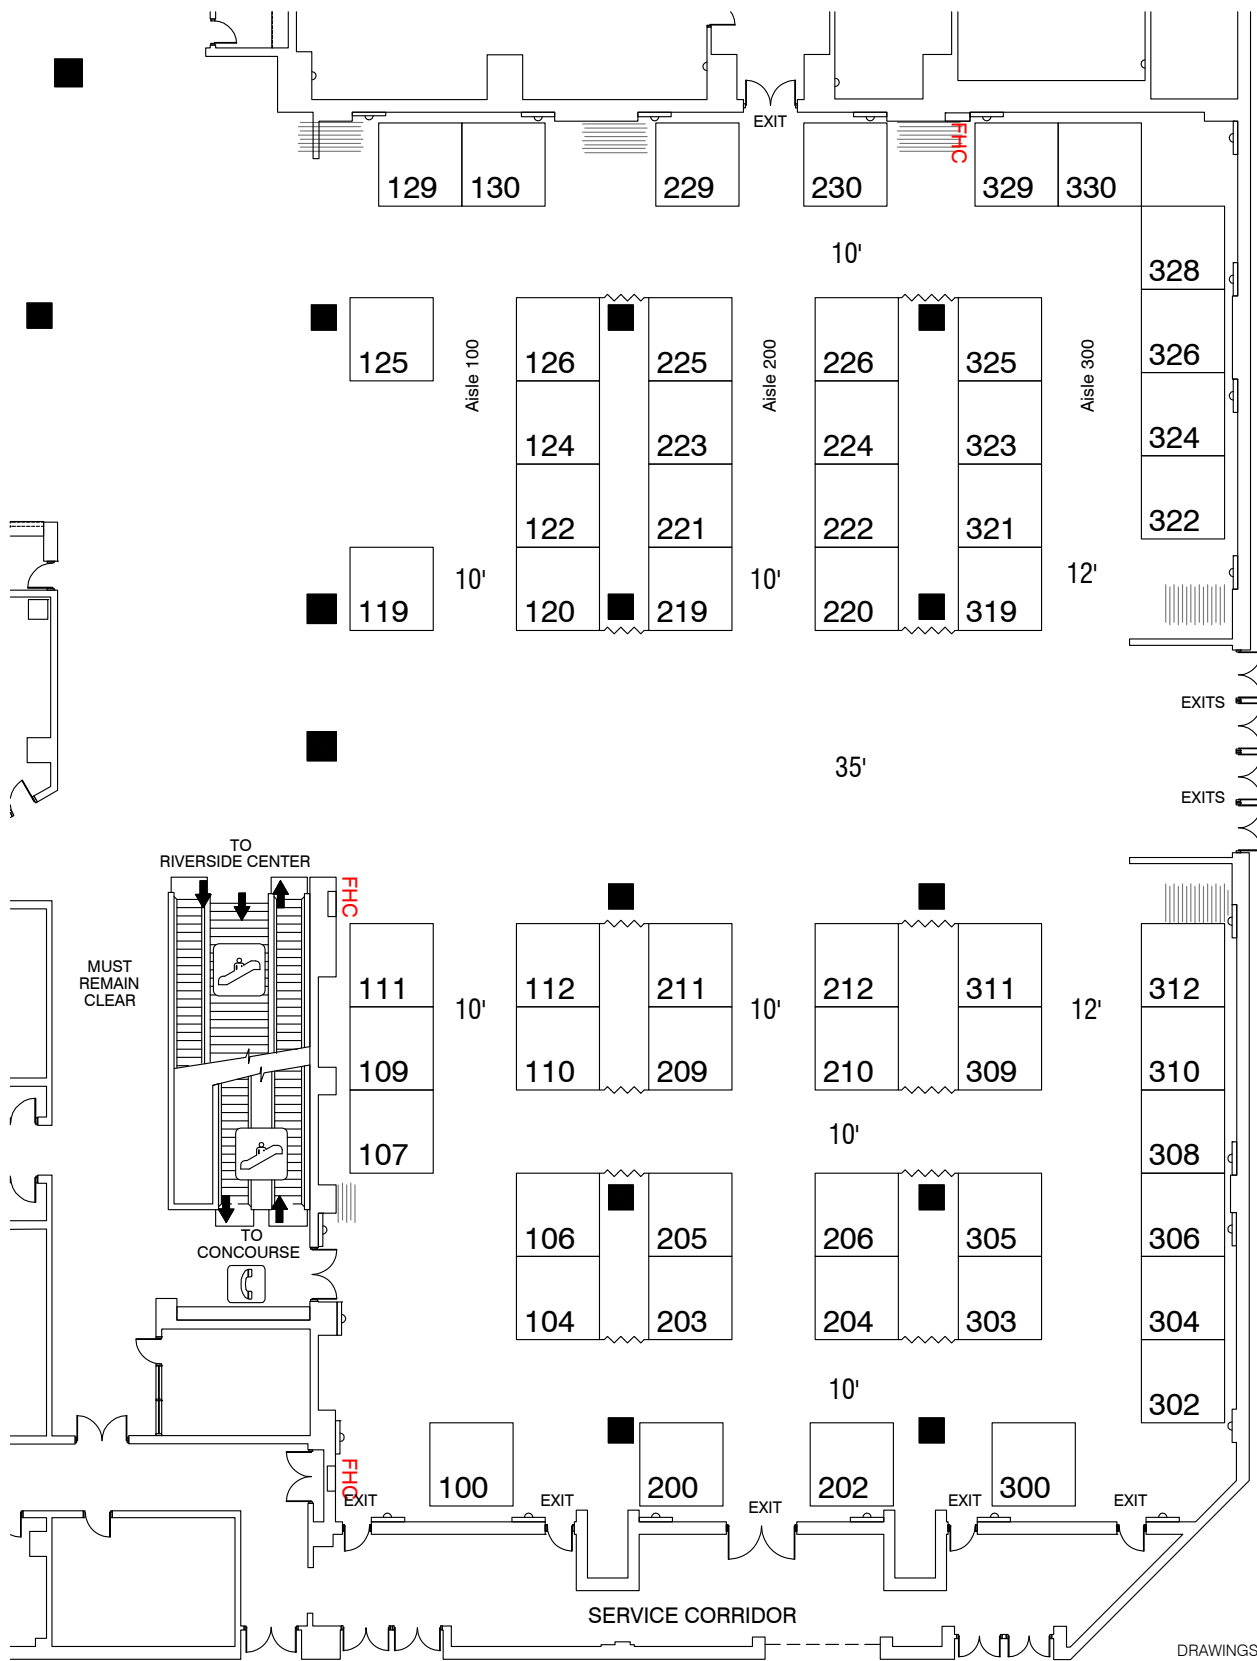 EXIT
FHC
129 130 229 230 329 330
10'
328
125 Aisle 100 126 225 Aisle 200 226 325 Aisle 300 326
124 223 224 323 324
122 221 222 321 322
119 10' 120 219 10' 220 319 12'
EXITS
35'
EXITS
TO
RIVERSIDE CENTER
FHC
MUST
REMAIN
CLEAR
111 10' 112 211 10' 212 311 12' 312
109 110 209 210 309 310
10'
107 308
TO
CONCOURSE
106 205 206 305 306
104 203 204 303 304
10'
302
FHC
100 200 202 300
EXIT EXIT EXIT EXIT EXIT
SERVICE CORRIDOR
DRAWINGS